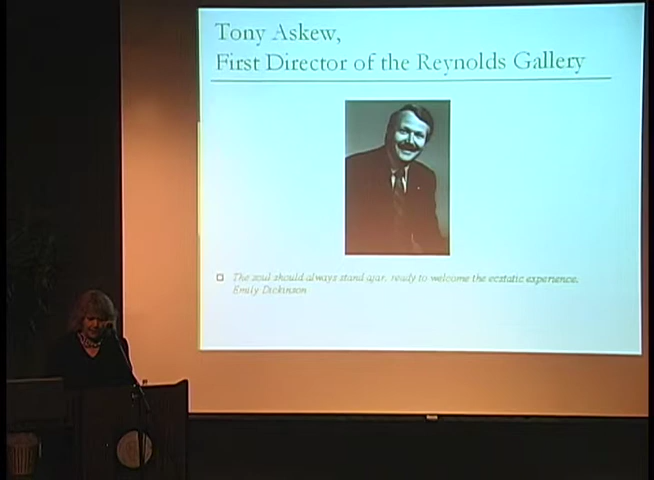 Tony Askew,
First Director of the Reynolds Gallery
The soul should always stand ajar, ready to welcome the ecstatic experience.
Emily Dickinson